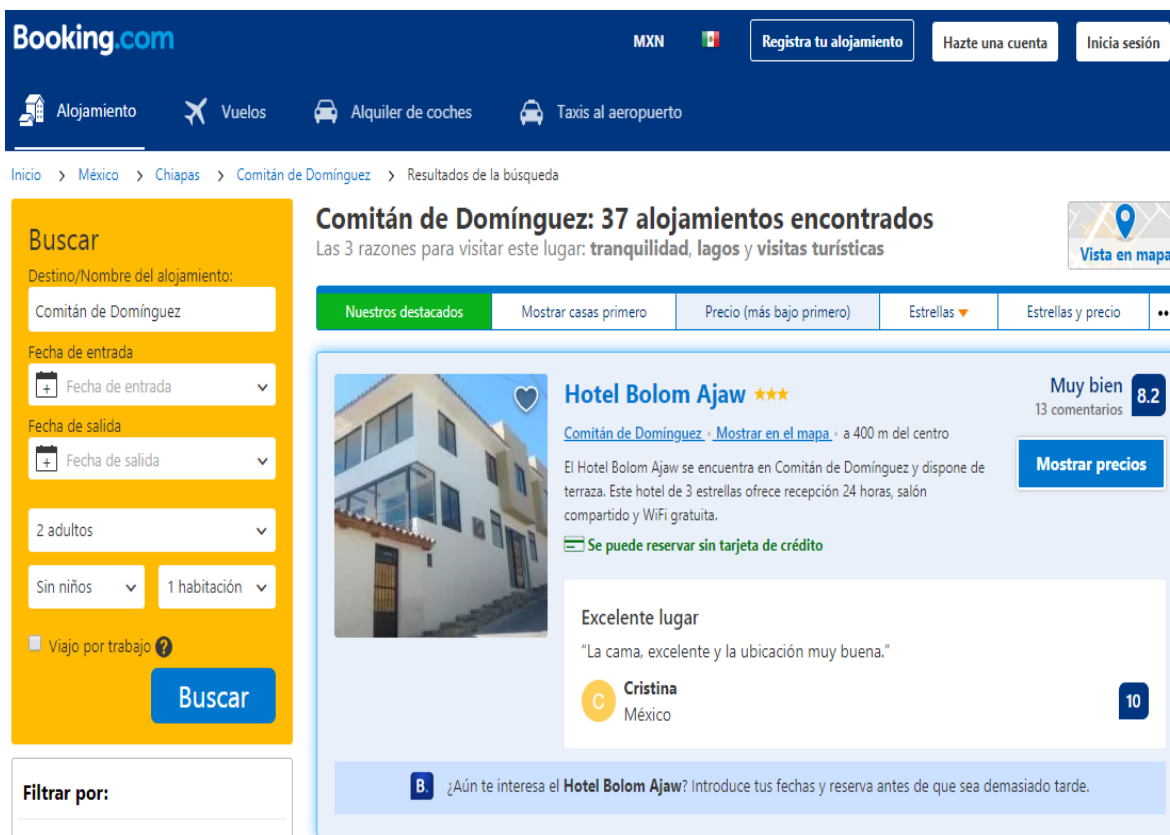 Booking.com
MXN
Registra tu alojamiento
Hazte una cuenta
Inicia sesión
Alojamiento
Vuelos
Alquiler de coches
Taxis al aeropuerto
Inicio > México > Chiapas > Comitán de Domínguez > Resultados de la búsqueda
Buscar
Destino/Nombre del alojamiento:
Comitán de Domínguez
Fecha de entrada
Fecha de entrada
Fecha de salida
Fecha de salida
2 adultos
Sin niños
1 habitación
Viajo por trabajo ?
Buscar
Filtrar por:
Comitán de Domínguez: 37 alojamientos encontrados
Las 3 razones para visitar este lugar: tranquilidad, lagos y visitas turísticas
Vista en mapa
Nuestros destacados
Mostrar casas primero
Precio (más bajo primero)
Estrellas
Estrellas y precio
Hotel Bolom Ajaw
Comitán de Domínguez - Mostrar en el mapa - a 400 m del centro
El Hotel Bolom Ajaw se encuentra en Comitán de Domínguez y dispone de
terraza. Este hotel de 3 estrellas ofrece recepción 24 horas, salón
compartido y WiFi gratuita.
Se puede reservar sin tarjeta de crédito
Muy bien
13 comentarios
8.2
Mostrar precios
Excelente lugar
“La cama, excelente y la ubicación muy buena.”
C
Cristina
México
10
B. ¿Aún te interesa el Hotel Bolom Ajaw? Introduce tus fechas y reserva antes de que sea demasiado tarde.